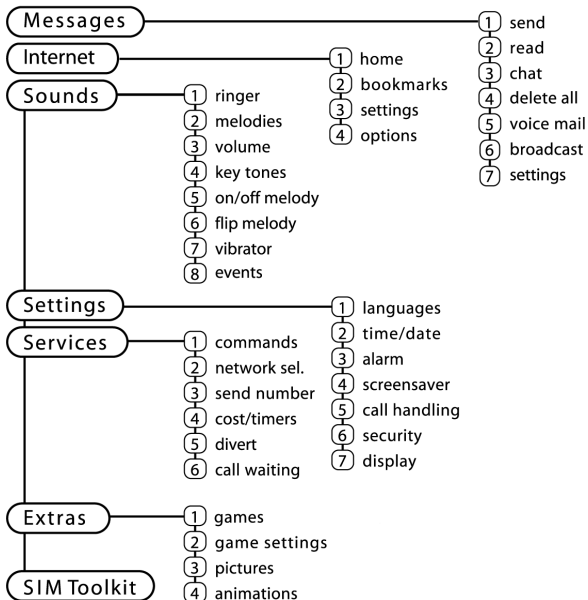 Messages
1 send
2 read
3 chat
4 delete all
5 voice mail
6 broadcast
7 settings
Internet
1 home
2 bookmarks
3 settings
4 options
Sounds
1 ringer
2 melodies
3 volume
4 key tones
5 on/off melody
6 flip melody
7 vibrator
8 events
Settings
1 languages
2 time/date
3 alarm
4 screensaver
5 call handling
6 security
7 display
Services
1 commands
2 network sel.
3 send number
4 cost/timers
5 divert
6 call waiting
Extras
1 games
2 game settings
3 pictures
4 animations
SIM Toolkit